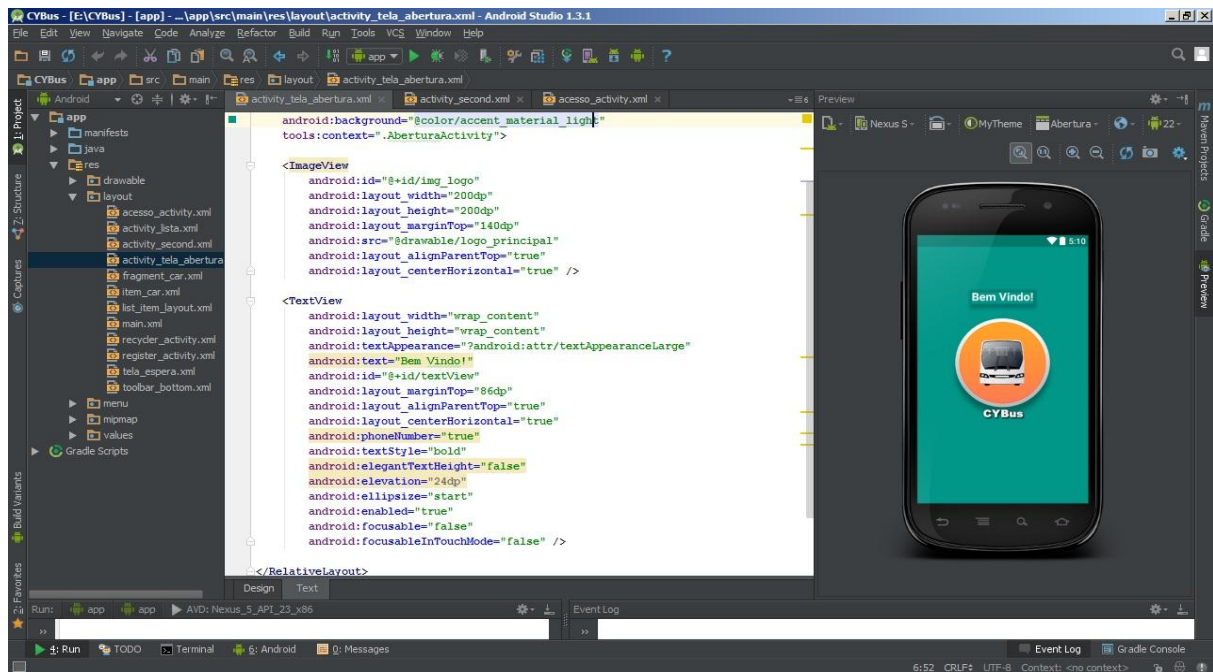 CYBus - [E:\CYBus] - [app] - ...\app\src\main\res\layout\activity_tela_abertura.xml - Android Studio 1.3.1
File Edit View Navigate Code Analyze Refactor Build Run Tools VCS Window Help
app
CYBus app src main res layout activity_tela_abertura.xml
Android
activity_tela_abertura.xml activity_second.xml acesso_activity.xml
6
Preview
1: Project
Z: Structure
Captures
Build Variants
Favorites
app
manifests
java
res
drawable
layout
acesso_activity.xml
activity_lista.xml
activity_second.xml
activity_tela_abertura
fragment_car.xml
item_car.xml
list_item_layout.xml
main.xml
recycler_activity.xml
register_activity.xml
tela_espera.xml
toolbar_bottom.xml
menu
mipmap
values
Gradle Scripts
android:background="@color/accent_material_light"
tools:context=".AberturaActivity">
<ImageView
android:id="@+id/img_logo"
android:layout_width="200dp"
android:layout_height="200dp"
android:layout_marginTop="140dp"
android:src="@drawable/logo_principal"
android:layout_alignParentTop="true"
android:layout_centerHorizontal="true" />
<TextView
android:layout_width="wrap_content"
android:layout_height="wrap_content"
android:textAppearance="?android:attr/textAppearanceLarge"
android:text="Bem Vindo!"
android:id="@+id/textView"
android:layout_marginTop="86dp"
android:layout_alignParentTop="true"
android:layout_centerHorizontal="true"
android:phoneNumber="true"
android:textStyle="bold"
android:elegantTextHeight="false"
android:elevation="24dp"
android:ellipsize="start"
android:enabled="true"
android:focusable="false"
android:focusableInTouchMode="false" />
</RelativeLayout>
Design Text
Nexus S MyTheme Abertura 22
5:10
Bem Vindo!
CYBus
Maven Projects
Gradle
Preview
Run: app app AVD: Nexus_5_API_23_x86
Event Log
4: Run TODO Terminal 6: Android 0: Messages
Event Log Gradle Console
6:52 CRLF UTF-8 Context: <no context>